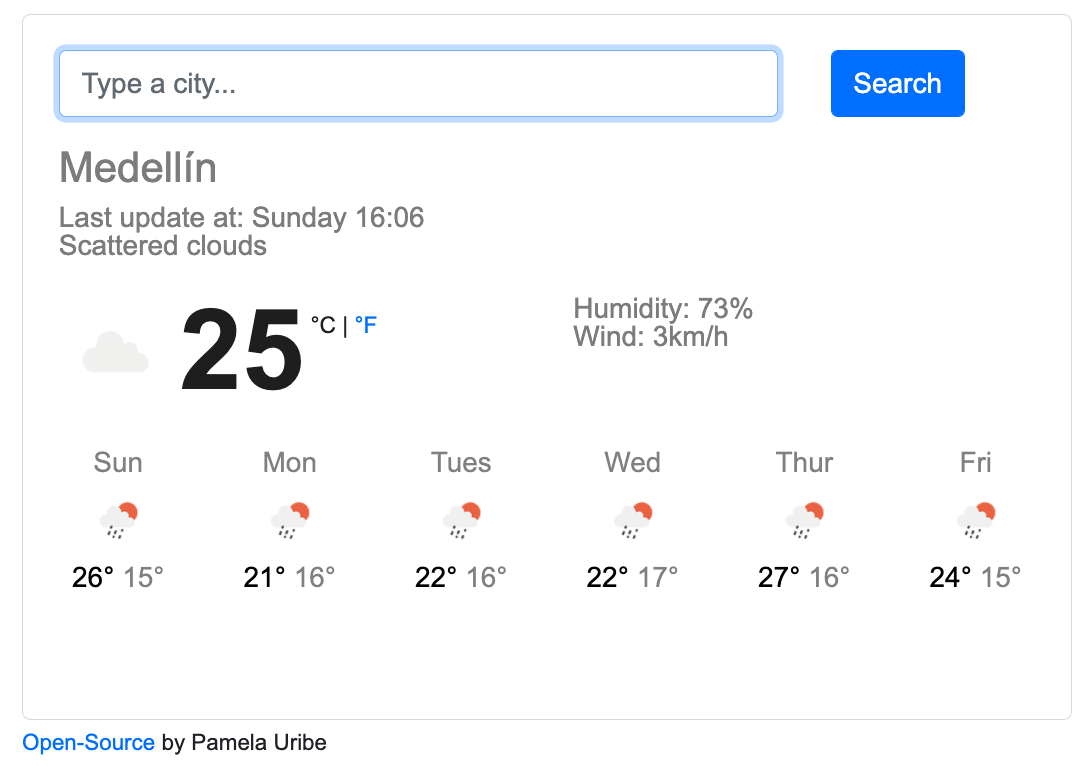 Type a city...
Search
Medellín
Last update at: Sunday 16:06
Scattered clouds
25 °C | °F
Humidity: 73%
Wind: 3km/h
Sun Mon Tues Wed Thur Fri
26° 15° 21° 16° 22° 16° 22° 17° 27° 16° 24° 15°
Open-Source by Pamela Uribe